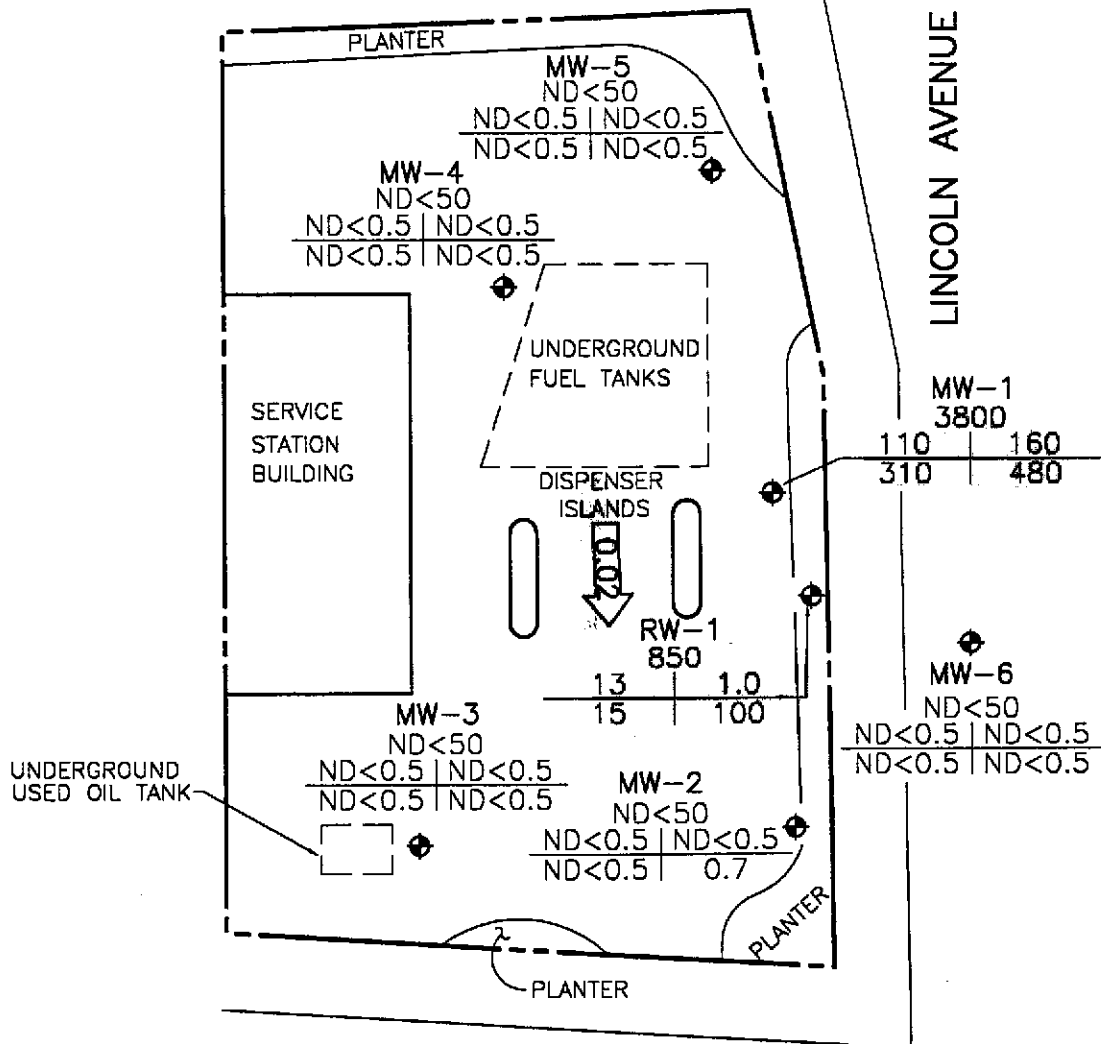 PLANTER
LINCOLN AVENUE
MW-5
ND<50
ND<0.5 | ND<0.5
ND<0.5 | ND<0.5
MW-4
ND<50
ND<0.5 | ND<0.5
ND<0.5 | ND<0.5
UNDERGROUND
FUEL TANKS
SERVICE
STATION
BUILDING
MW-1
3800
110 | 160
310 | 480
DISPENSER
ISLANDS
0.02
RW-1
850
13 | 1.0
15 | 100
MW-6
ND<50
ND<0.5 | ND<0.5
ND<0.5 | ND<0.5
MW-3
ND<50
ND<0.5 | ND<0.5
ND<0.5 | ND<0.5
UNDERGROUND
USED OIL TANK
MW-2
ND<50
ND<0.5 | ND<0.5
ND<0.5 | 0.7
PLANTER
PLANTER